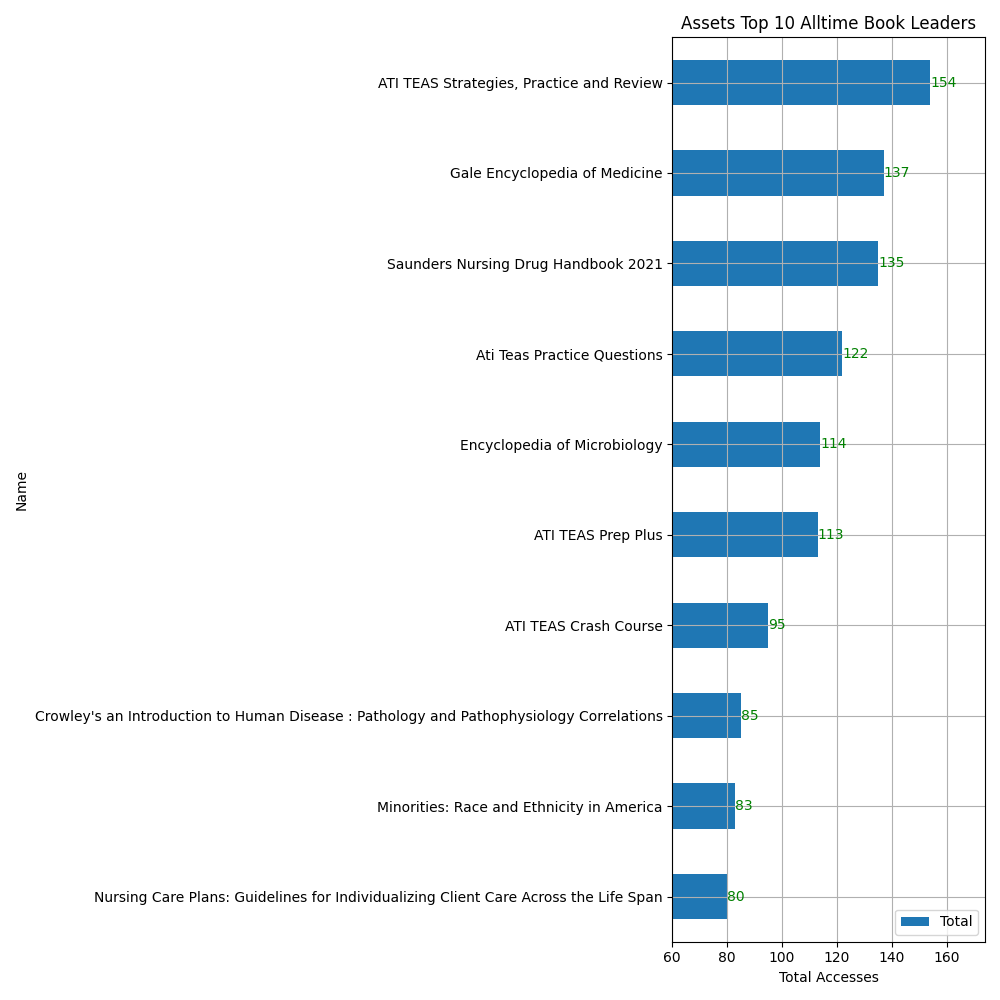 Assets Top 10 Alltime Book Leaders
ATI TEAS Strategies, Practice and Review 154
Gale Encyclopedia of Medicine 137
Saunders Nursing Drug Handbook 2021 135
Ati Teas Practice Questions 122
Encyclopedia of Microbiology 114
Name
ATI TEAS Prep Plus 113
ATI TEAS Crash Course 95
Crowley's an Introduction to Human Disease : Pathology and Pathophysiology Correlations 85
Minorities: Race and Ethnicity in America 83
Nursing Care Plans: Guidelines for Individualizing Client Care Across the Life Span 80
Total
60 80 100 120 140 160
Total Accesses